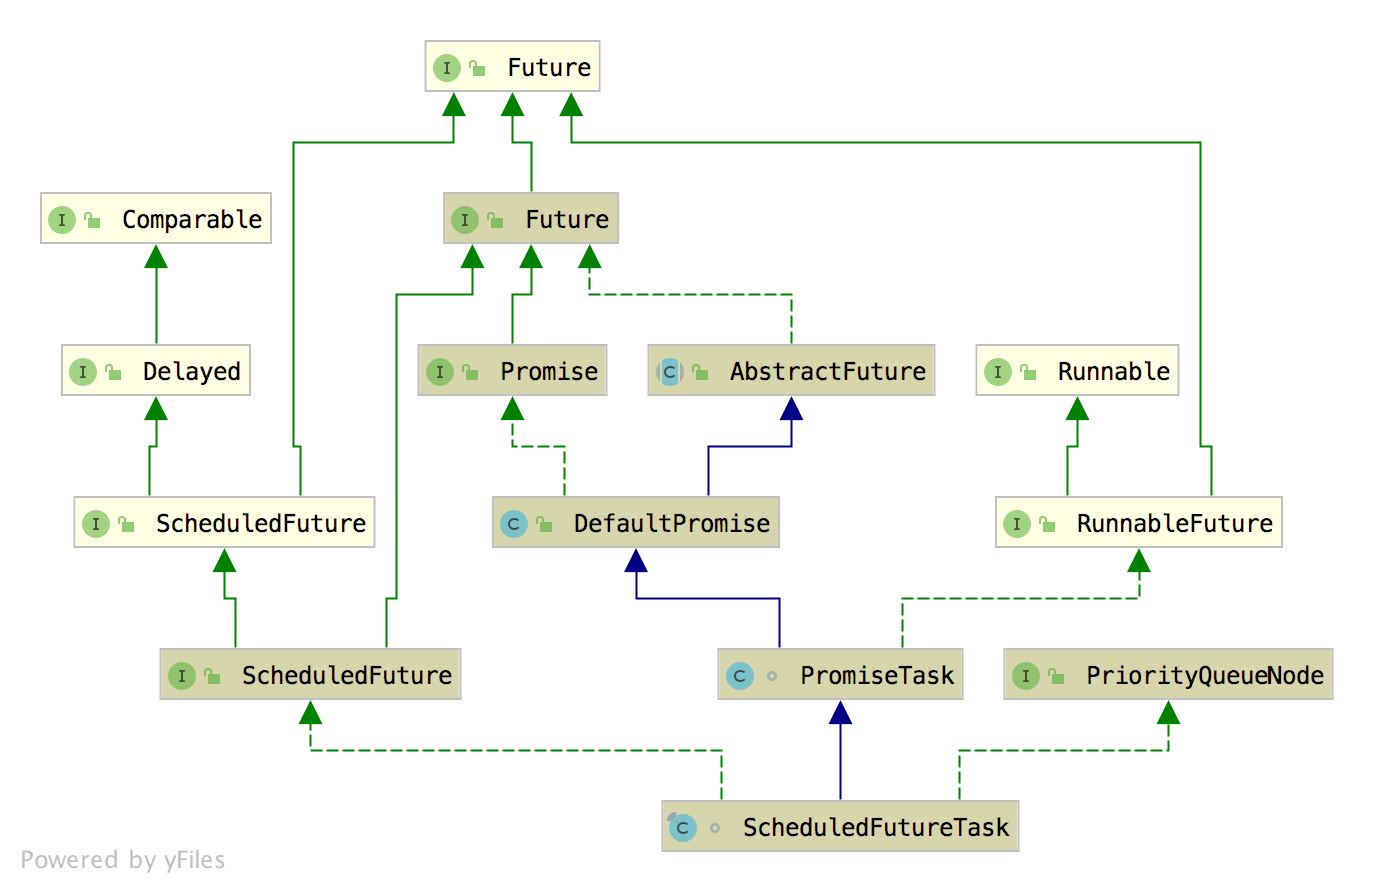 I Future
I Comparable
I Future
I Delayed
I Promise
C AbstractFuture
I Runnable
I ScheduledFuture
C DefaultPromise
I RunnableFuture
I ScheduledFuture
C PromiseTask
I PriorityQueueNode
C ScheduledFutureTask
Powered by yFiles